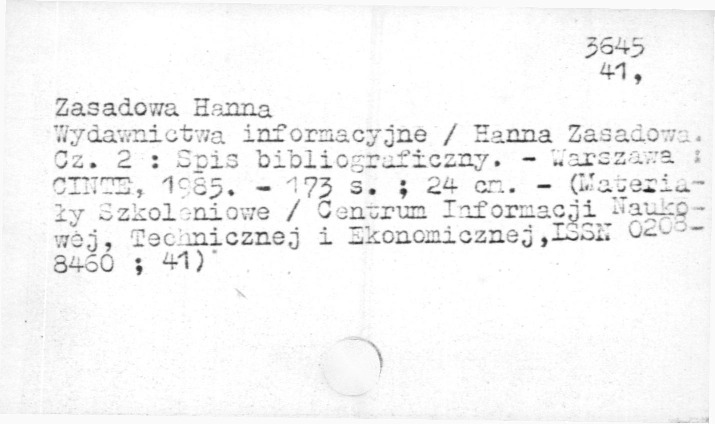 3645
41,
Zasadowa Hanna
Wydawnictwa informacyjne / Hanna Zasadowa.
Cz. 2 : Spis bibliograficzny. - Warszawa :
CINTE, 1985. - 173 s. ; 24 cm. - (Materia-
ły Szkoleniowe / Centrum Informacji Nauko-
wej, Technicznej i Ekonomicznej,ISSN 0208-
8460 ; 41)